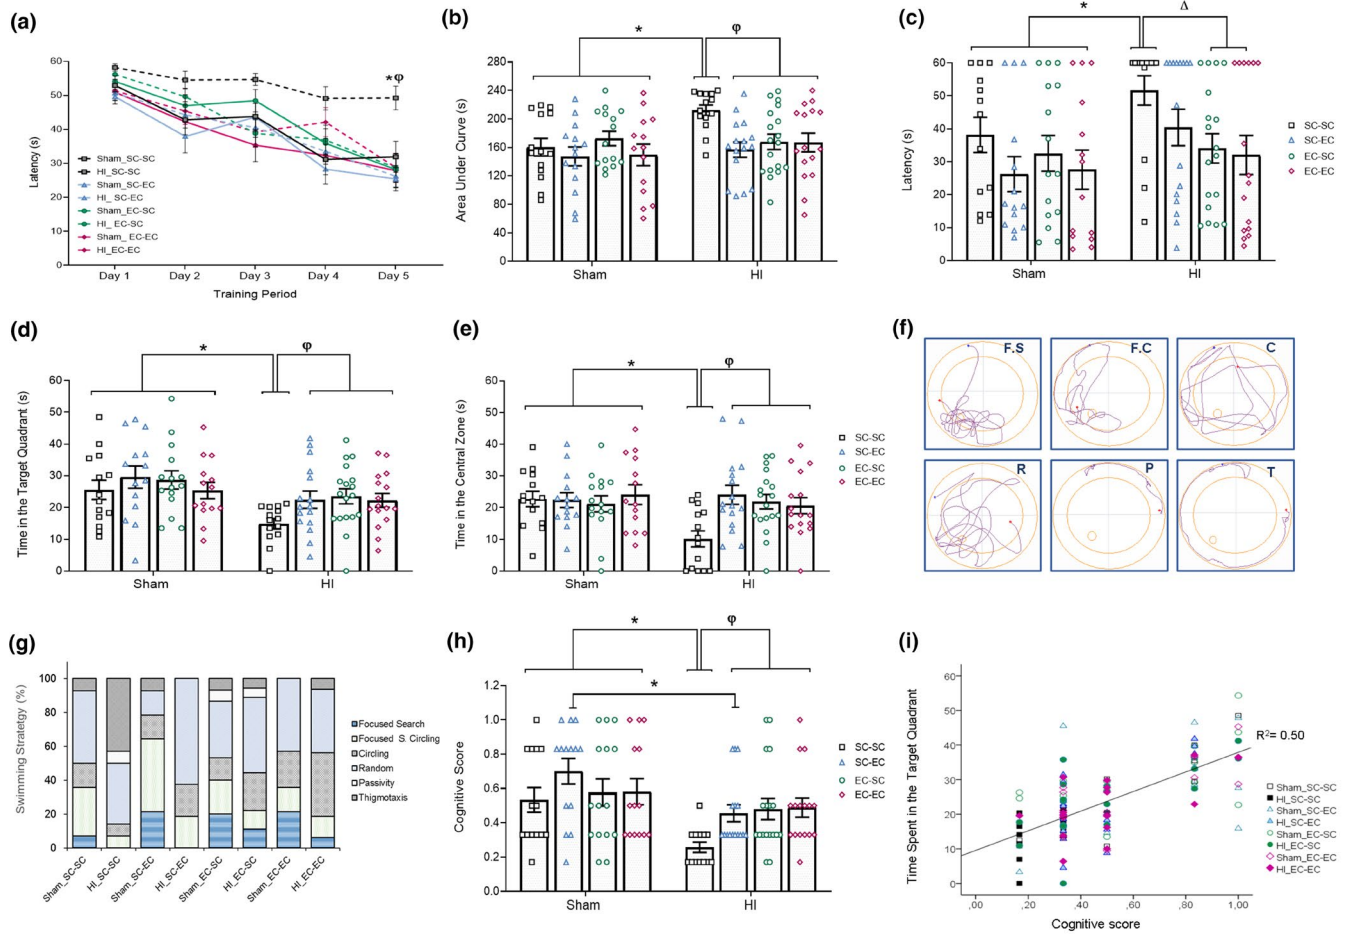 (a)
60
50
40
30
20
10
0
Latency (s)
*φ
Sham_SC-SC
HI_SC-SC
Sham_SC-EC
HI_ SC-EC
Sham_EC-SC
HI_ EC-SC
Sham_ EC-EC
HI_EC-EC
Day 1 Day 2 Day 3 Day 4 Day 5
Training Period
(b)
* φ
280
240
200
160
120
80
40
0
Area Under Curve (s)
Sham HI
(c)
* Δ
60
50
40
30
20
10
0
Latency (s)
Sham HI
SC-SC
SC-EC
EC-SC
EC-EC
(d)
* φ
60
50
40
30
20
10
0
Time in the Target Quadrant (s)
Sham HI
(e)
* φ
60
50
40
30
20
10
0
Time in the Central Zone (s)
Sham HI
SC-SC
SC-EC
EC-SC
EC-EC
(f)
F.S F.C C
R P T
(g)
100
80
60
40
20
0
Swimming Stratetgy (%)
Sham_SC-SC HI_SC-SC Sham_SC-EC HI_SC-EC Sham_EC-SC HI_EC-SC Sham_EC-EC HI_EC-EC
Focused Search
Focused S. Circling
Circling
Random
Passivity
Thigmotaxis
(h)
* φ
*
1.2
1.0
0.8
0.6
0.4
0.2
0.0
Cognitive Score
Sham HI
SC-SC
SC-EC
EC-SC
EC-EC
(i)
60
50
40
30
20
10
0
Time Spent in the Target Quadrant
R²= 0.50
Sham_SC-SC
HI_SC-SC
Sham_SC-EC
HI_SC-EC
Sham_EC-SC
HI_EC-SC
Sham_EC-EC
HI_EC-EC
,00 ,20 ,40 ,60 ,80 1,00
Cognitive score